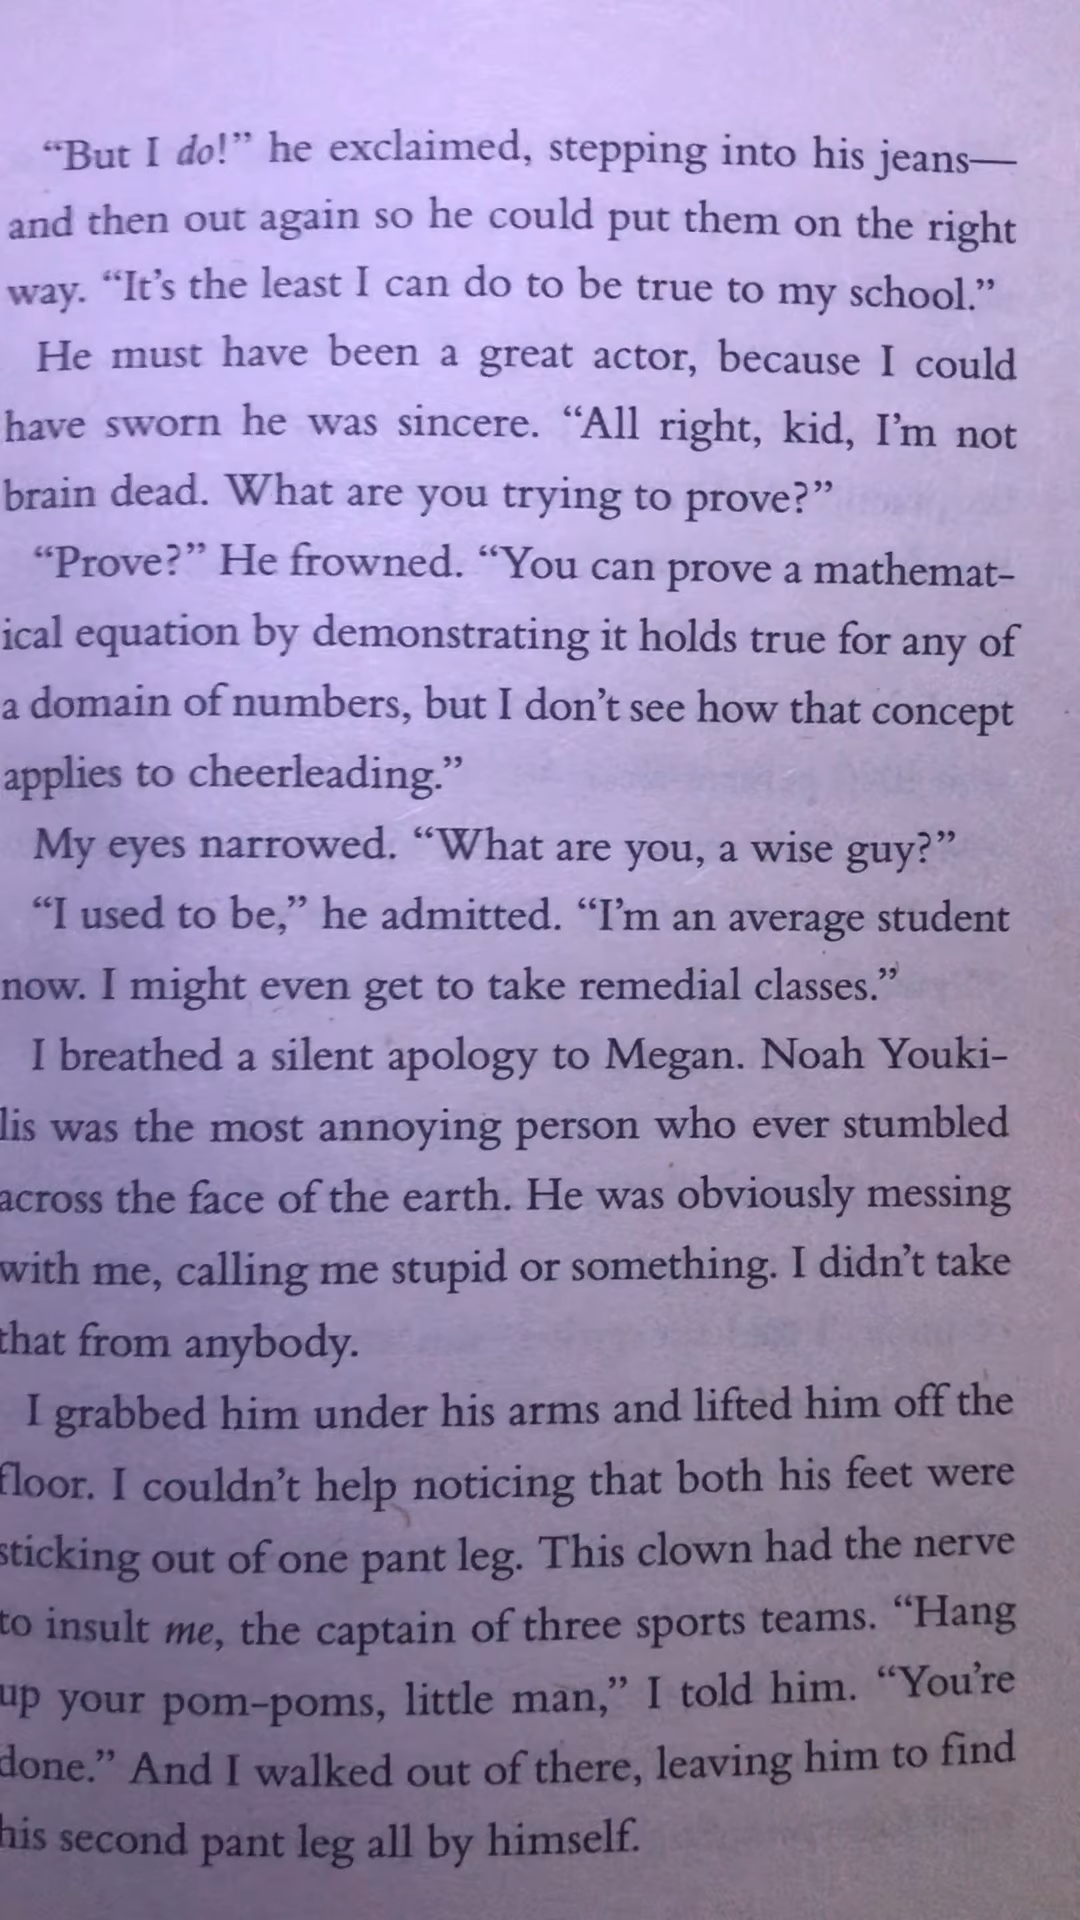 “But I do!” he exclaimed, stepping into his jeans—
and then out again so he could put them on the right
way. “It’s the least I can do to be true to my school.”
He must have been a great actor, because I could
have sworn he was sincere. “All right, kid, I’m not
brain dead. What are you trying to prove?”
“Prove?” He frowned. “You can prove a mathemat-
ical equation by demonstrating it holds true for any of
a domain of numbers, but I don’t see how that concept
applies to cheerleading.”
My eyes narrowed. “What are you, a wise guy?”
“I used to be,” he admitted. “I’m an average student
now. I might even get to take remedial classes.”
I breathed a silent apology to Megan. Noah Youki-
lis was the most annoying person who ever stumbled
across the face of the earth. He was obviously messing
with me, calling me stupid or something. I didn’t take
that from anybody.
I grabbed him under his arms and lifted him off the
floor. I couldn’t help noticing that both his feet were
sticking out of one pant leg. This clown had the nerve
to insult me, the captain of three sports teams. “Hang
up your pom-poms, little man,” I told him. “You’re
done.” And I walked out of there, leaving him to find
his second pant leg all by himself.